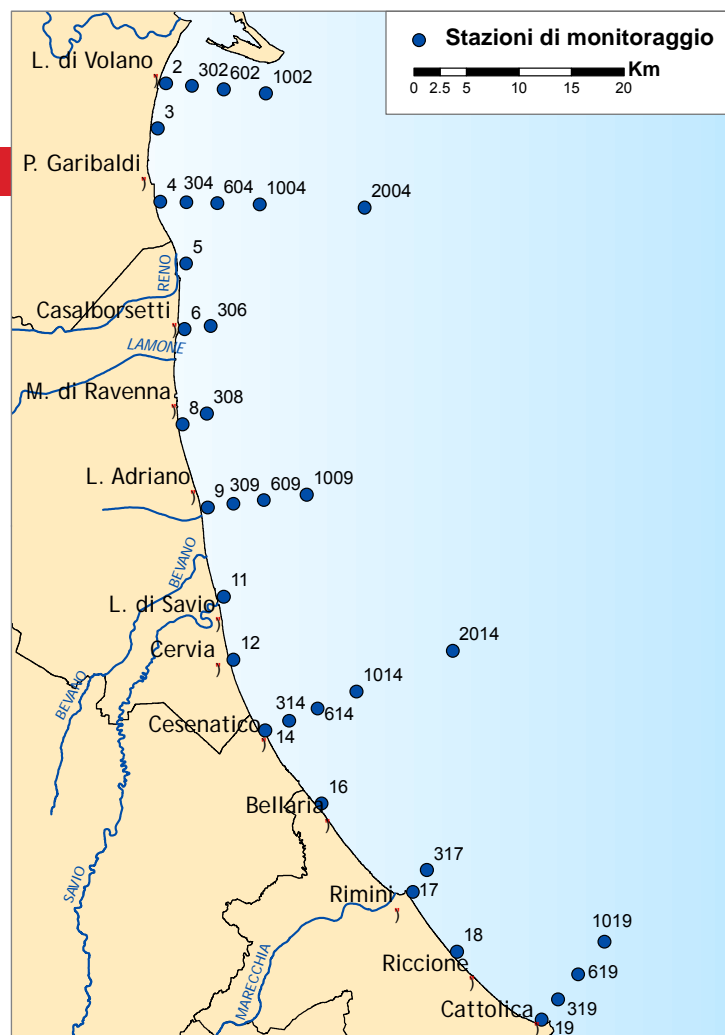 Stazioni di monitoraggio
Km
0 2.5 5 10 15 20
L. di Volano
2 302 602 1002
3
P. Garibaldi
4 304 604 1004 2004
5
RENO
Casalborsetti
6 306
LAMONE
M. di Ravenna
8 308
L. Adriano
9 309 609 1009
BEVANO
11
L. di Savio
12
Cervia
2014
BEVANO
1014
314
614
Cesenatico
14
16
Bellaria
SAVIO
317
17
Rimini
MARECCHIA
18
Riccione
1019
619
Cattolica
319
19